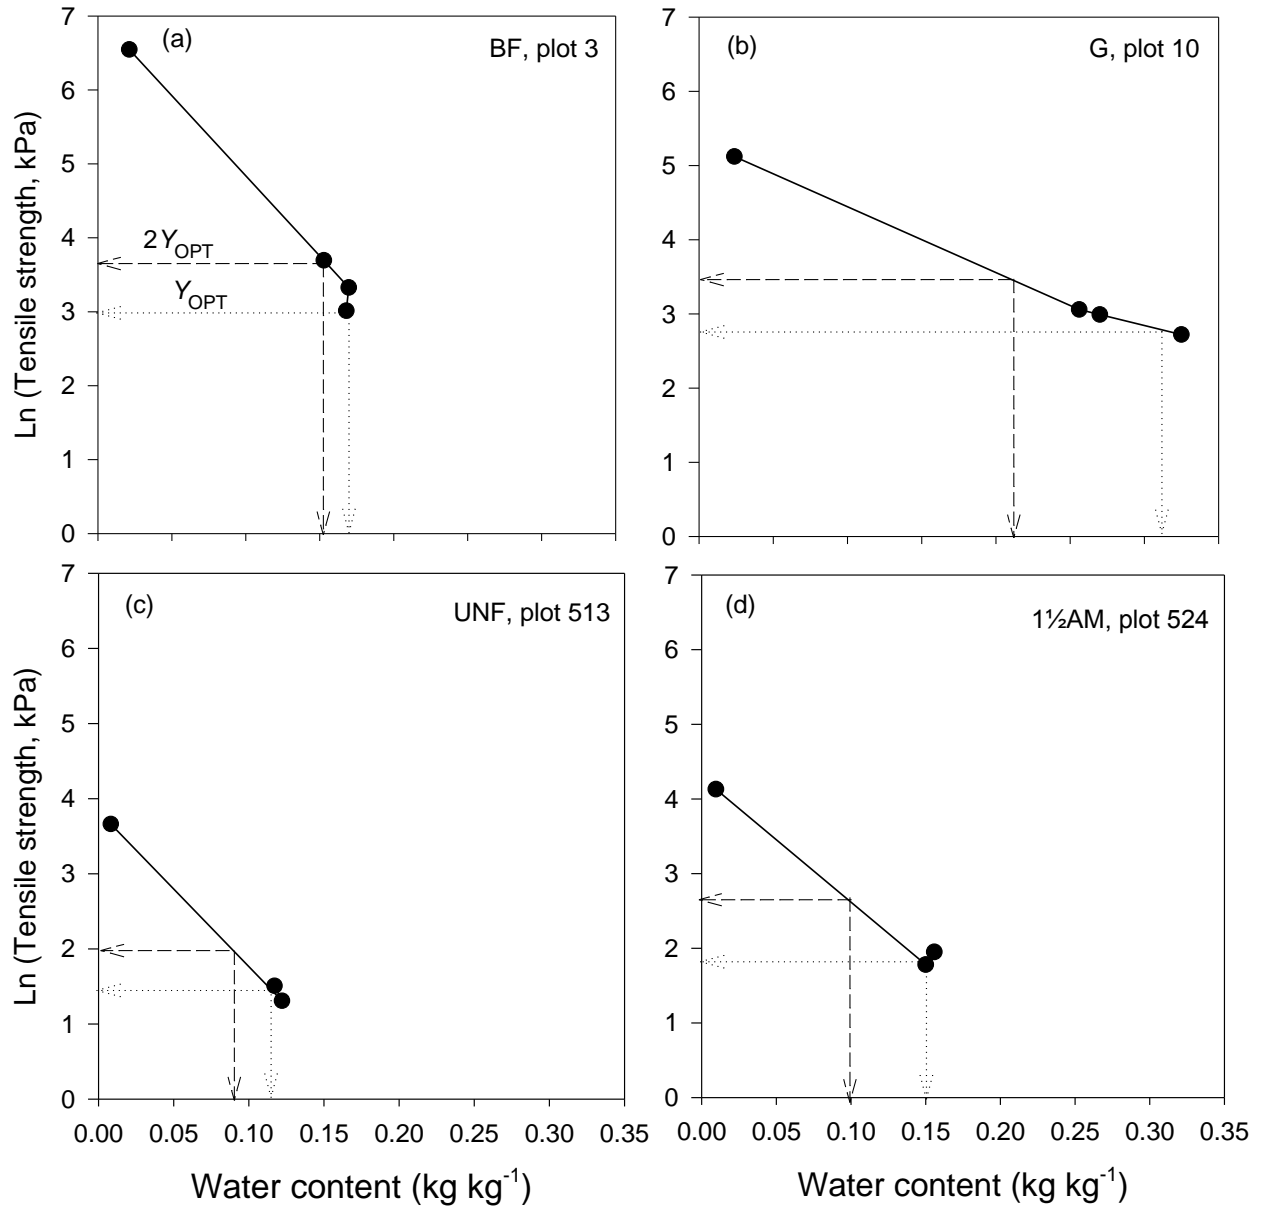 (a)
BF, plot 3
7
6
5
4
3
2
1
0
Ln (Tensile strength, kPa)
2Y_OPT
Y_OPT
(b)
G, plot 10
7
6
5
4
3
2
1
0
(c)
UNF, plot 513
7
6
5
4
3
2
1
0
Ln (Tensile strength, kPa)
0.00 0.05 0.10 0.15 0.20 0.25 0.30 0.35
Water content (kg kg⁻¹)
(d)
1½AM, plot 524
7
6
5
4
3
2
1
0
0.00 0.05 0.10 0.15 0.20 0.25 0.30 0.35
Water content (kg kg⁻¹)